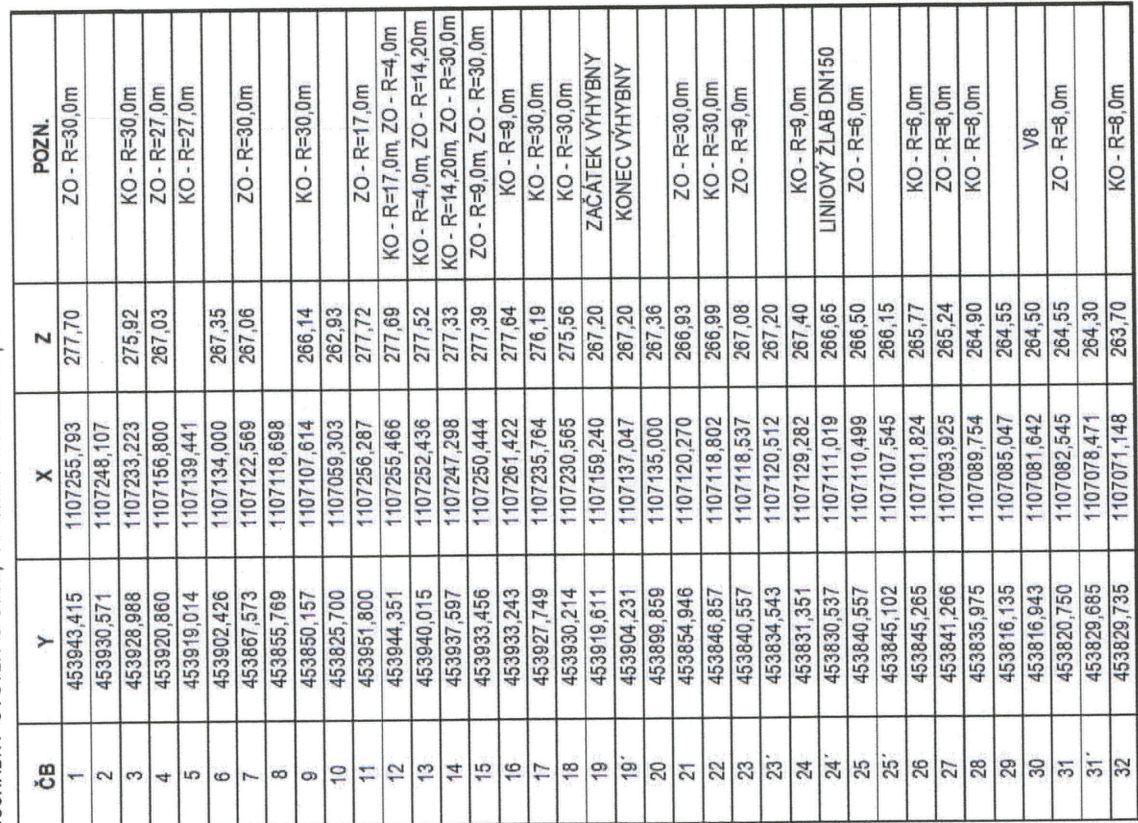 ČB Y X Z POZN.
1 453943,415 1107255,793 277,70 ZO - R=30,0m
2 453930,571 1107248,107
3 453928,988 1107233,223 275,92 KO - R=30,0m
4 453920,860 1107156,800 267,03 ZO - R=27,0m
5 453919,014 1107139,441 KO - R=27,0m
6 453902,426 1107134,000 267,35
7 453867,573 1107122,569 267,06 ZO - R=30,0m
8 453855,769 1107118,698
9 453850,157 1107107,614 266,14 KO - R=30,0m
10 453825,700 1107059,303 262,93
11 453951,800 1107256,287 277,72 ZO - R=17,0m
12 453944,351 1107255,466 277,69 KO - R=17,0m, ZO - R=4,0m
13 453940,015 1107252,436 277,52 KO - R=4,0m, ZO - R=14,20m
14 453937,597 1107247,298 277,33 KO - R=14,20m, ZO - R=30,0m
15 453933,456 1107250,444 277,39 ZO - R=9,0m, ZO - R=30,0m
16 453933,243 1107261,422 277,64 KO - R=9,0m
17 453927,749 1107235,764 276,19 KO - R=30,0m
18 453930,214 1107230,565 275,56 KO - R=30,0m
19 453919,611 1107159,240 267,20 ZAČÁTEK VÝHYBNY
19´ 453904,231 1107137,047 267,20 KONEC VÝHYBNY
20 453899,859 1107135,000 267,36
21 453854,946 1107120,270 266,93 ZO - R=30,0m
22 453846,857 1107118,802 266,99 KO - R=30,0m
23 453840,557 1107118,537 267,08 ZO - R=9,0m
23´ 453834,543 1107120,512 267,20
24 453831,351 1107129,282 267,40 KO - R=9,0m
24´ 453830,537 1107111,019 266,65 LINIOVÝ ŽLAB DN150
25 453840,557 1107110,499 266,50 ZO - R=6,0m
25´ 453845,102 1107107,545 266,15
26 453845,265 1107101,824 265,77 KO - R=6,0m
27 453841,266 1107093,925 265,24 ZO - R=8,0m
28 453835,975 1107089,754 264,90 KO - R=8,0m
29 453816,135 1107085,047 264,55
30 453816,943 1107081,642 264,50 V8
31 453820,750 1107082,545 264,55 ZO - R=8,0m
31´ 453829,685 1107078,471 264,30
32 453829,735 1107071,148 263,70 KO - R=8,0m